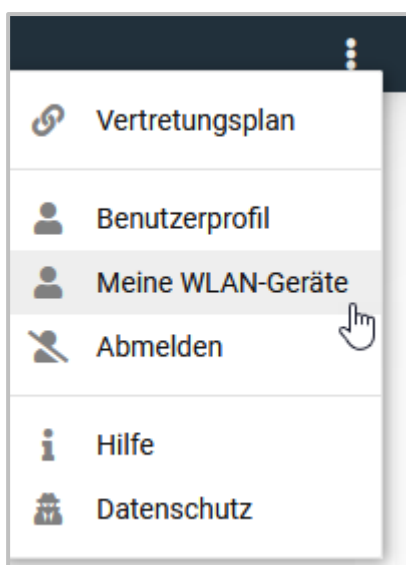 Vertretungsplan
Benutzerprofil
Meine WLAN-Geräte
Abmelden
Hilfe
Datenschutz